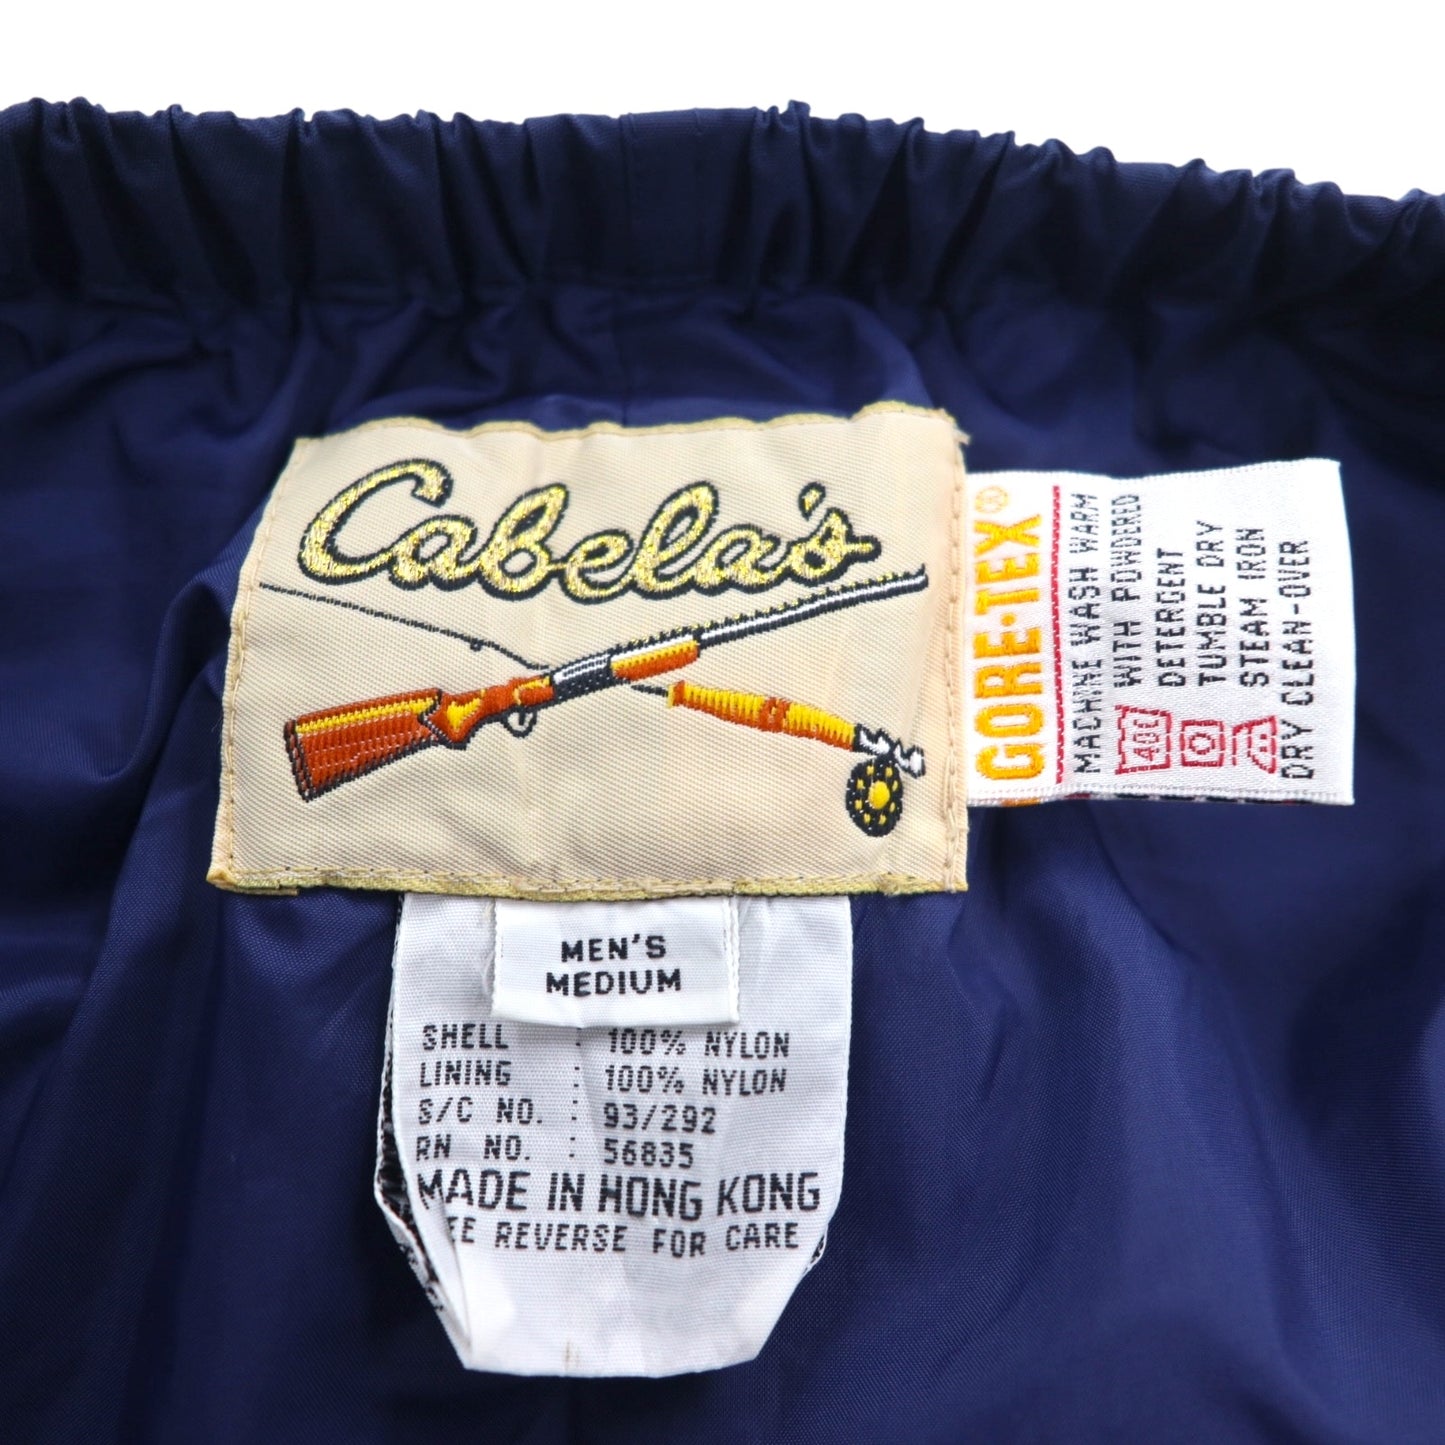 Cabela's
GORE-TEX®
MACHINE WASH WARM
WITH POWDERED
DETERGENT
TUMBLE DRY
STEAM IRON
DRY CLEAN-OVER
40C
MEN'S
MEDIUM
SHELL : 100% NYLON
LINING : 100% NYLON
S/C NO. : 93/292
RN NO. : 56835
MADE IN HONG KONG
EE REVERSE FOR CARE